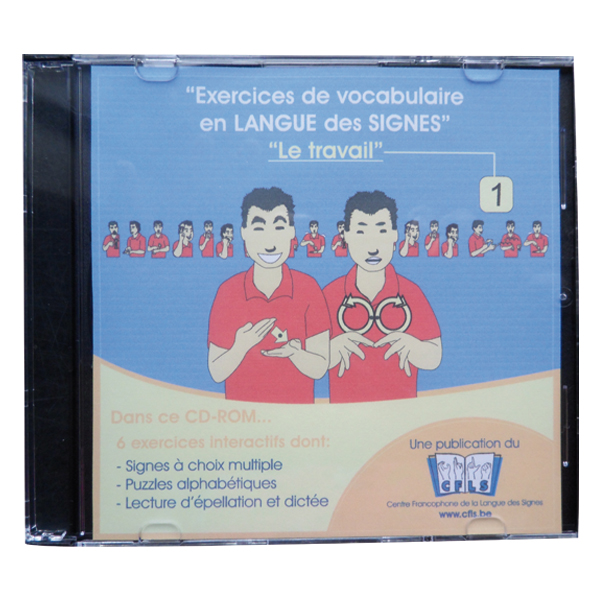 “Exercices de vocabulaire
en LANGUE des SIGNES”
“Le travail”
1
Dans ce CD-ROM...
6 exercices interactifs dont:
- Signes à choix multiple
- Puzzles alphabétiques
- Lecture d'épellation et dictée
Une publication du
CFLS
Centre Francophone de la Langue des Signes
www.cfls.be